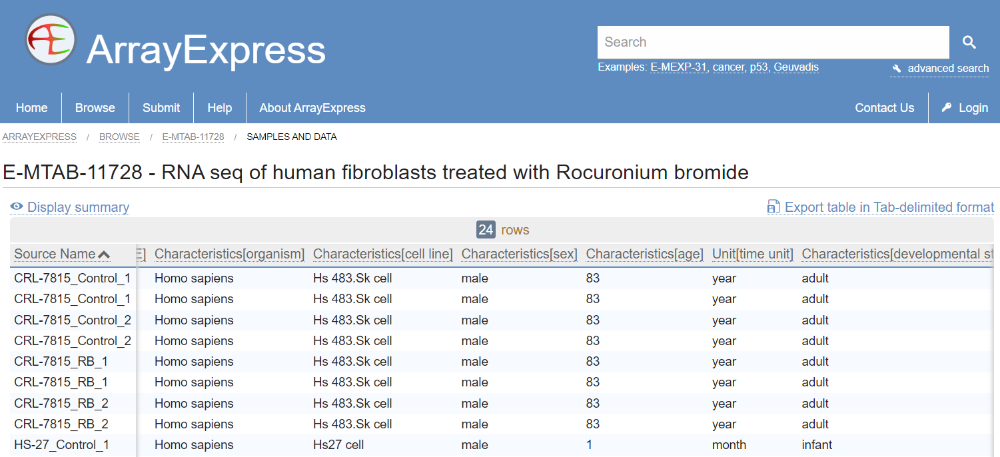 ArrayExpress
Search
Examples: E-MEXP-31, cancer, p53, Geuvadis
advanced search
Home Browse Submit Help About ArrayExpress Contact Us Login
ARRAYEXPRESS / BROWSE / E-MTAB-11728 / SAMPLES AND DATA
E-MTAB-11728 - RNA seq of human fibroblasts treated with Rocuronium bromide
Display summary Export table in Tab-delimited format
24 rows
Source Name E] Characteristics[organism] Characteristics[cell line] Characteristics[sex] Characteristics[age] Unit[time unit] Characteristics[developmental st
CRL-7815_Control_1 Homo sapiens Hs 483.Sk cell male 83 year adult
CRL-7815_Control_1 Homo sapiens Hs 483.Sk cell male 83 year adult
CRL-7815_Control_2 Homo sapiens Hs 483.Sk cell male 83 year adult
CRL-7815_Control_2 Homo sapiens Hs 483.Sk cell male 83 year adult
CRL-7815_RB_1 Homo sapiens Hs 483.Sk cell male 83 year adult
CRL-7815_RB_1 Homo sapiens Hs 483.Sk cell male 83 year adult
CRL-7815_RB_2 Homo sapiens Hs 483.Sk cell male 83 year adult
CRL-7815_RB_2 Homo sapiens Hs 483.Sk cell male 83 year adult
HS-27_Control_1 Homo sapiens Hs27 cell male 1 month infant